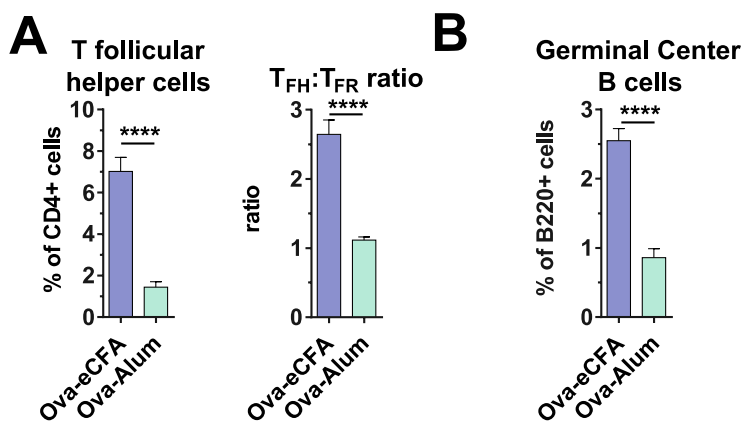 A
T follicular
helper cells
% of CD4+ cells
10
8
6
4
2
0
****
Ova-eCFA
Ova-Alum
TFH:TFR ratio
ratio
3
2
1
0
****
Ova-eCFA
Ova-Alum
B
Germinal Center
B cells
% of B220+ cells
3
2
1
0
****
Ova-eCFA
Ova-Alum